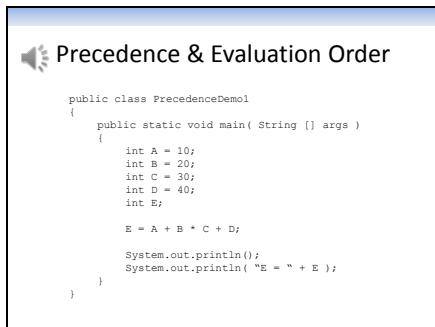 Precedence & Evaluation Order
public class PrecedenceDemo1
{
public static void main( String [] args )
{
int A = 10;
int B = 20;
int C = 30;
int D = 40;
int E;
E = A + B * C + D;
System.out.println();
System.out.println( “E = “ + E );
}
}